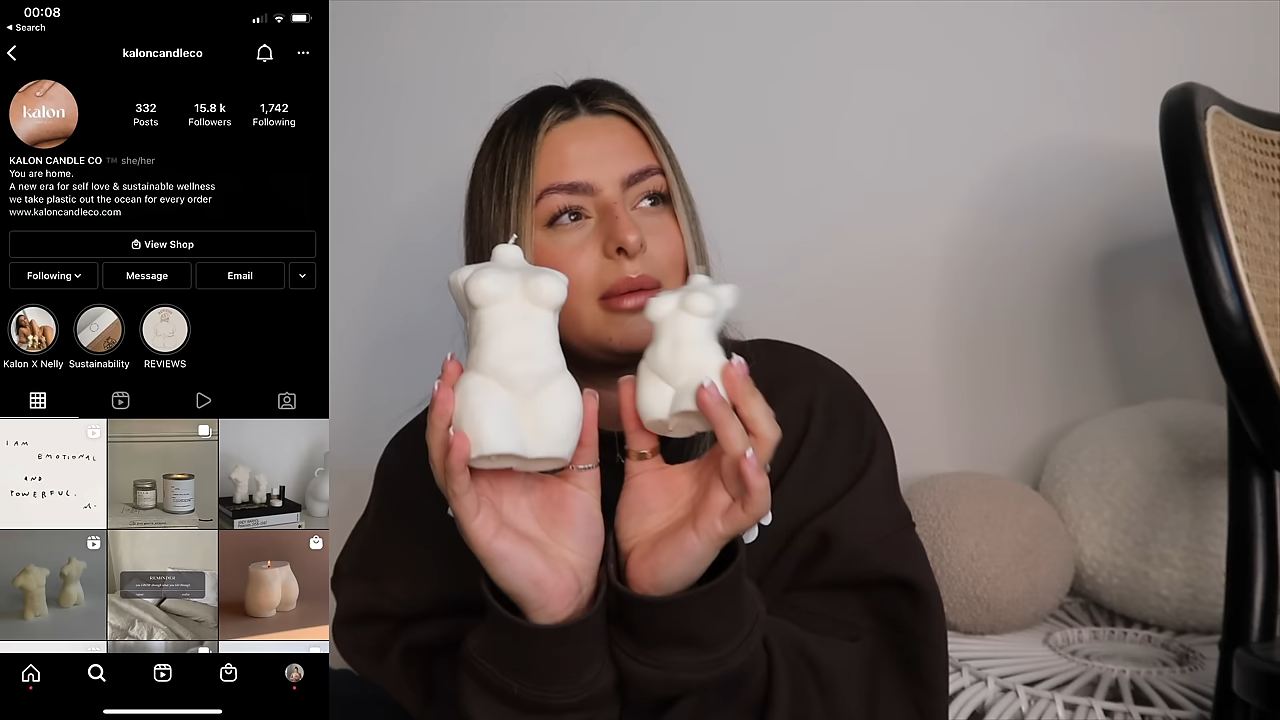 00:08
Search
kaloncandleco
kalon
332
15.8 k
1,742
Posts
Followers
Following
KALON CANDLE CO ™ she/her
You are home.
A new era for self love & sustainable wellness
we take plastic out the ocean for every order
www.kaloncandleco.com
View Shop
Following
Message
Email
Kalon X Nelly
Sustainability
REVIEWS
I AM
EMOTIONAL
AND
POWERFUL.
REMINDER